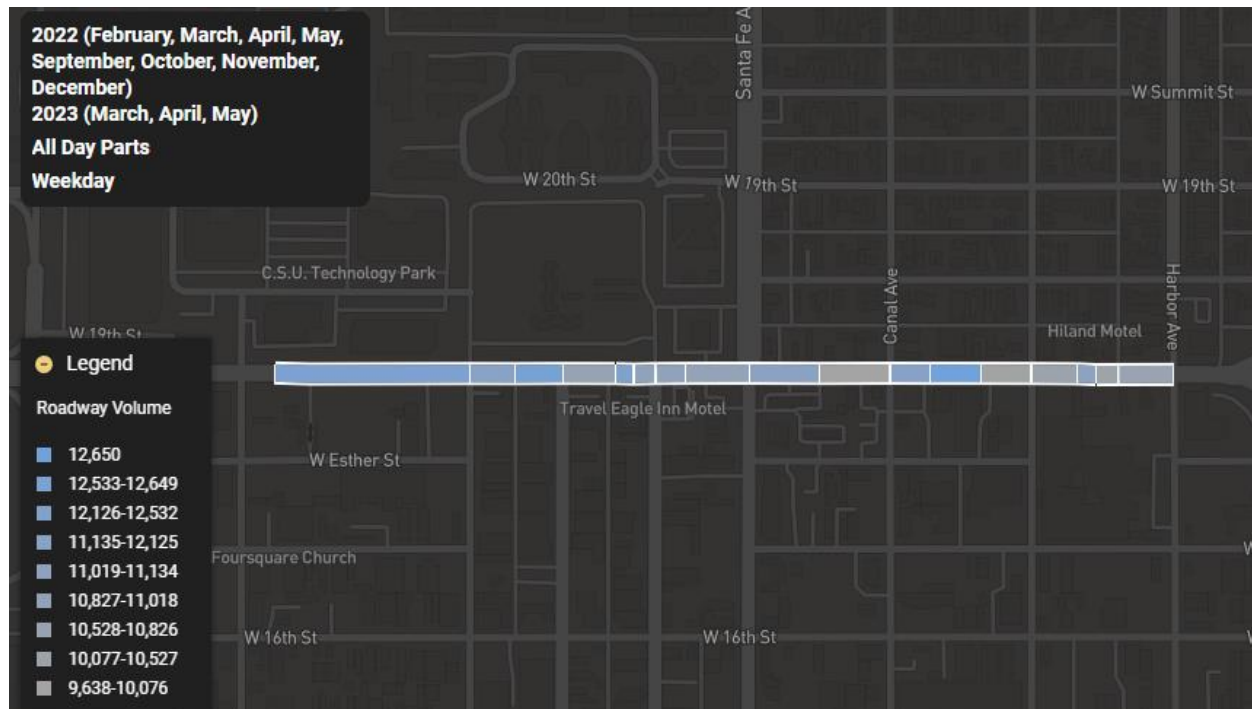 2022 (February, March, April, May,
September, October, November,
December)
2023 (March, April, May)
All Day Parts
Weekday
Santa Fe A
W Summit St
W 20th St
W 19th St
W 19th St
C.S.U. Technology Park
Canal Ave
Harbor Ave
Hiland Motel
W 19th St
Travel Eagle Inn Motel
W Esther St
Foursquare Church
W 16th St
W 16th St
Legend
Roadway Volume
12,650
12,533-12,649
12,126-12,532
11,135-12,125
11,019-11,134
10,827-11,018
10,528-10,826
10,077-10,527
9,638-10,076